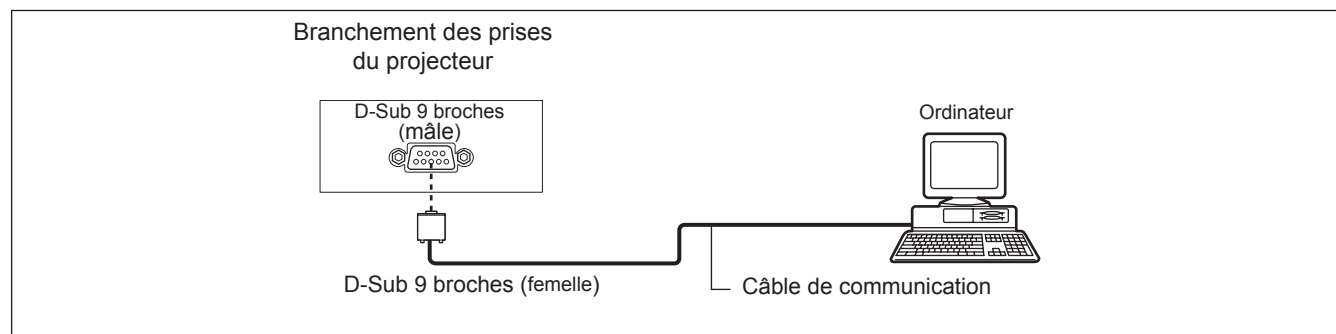 Branchement des prises
du projecteur
D-Sub 9 broches
(mâle)
Ordinateur
D-Sub 9 broches (femelle)
Câble de communication